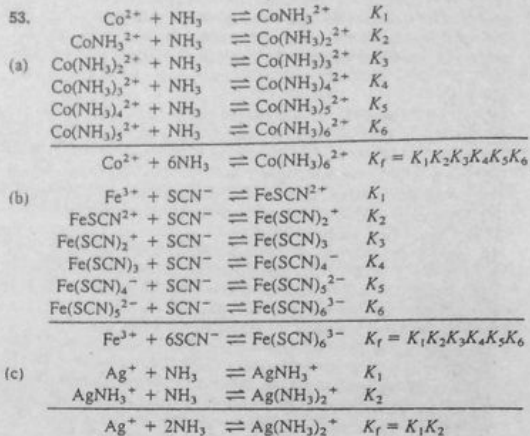 53. Co²⁺ + NH₃ ⇌ CoNH₃²⁺ K₁
CoNH₃²⁺ + NH₃ ⇌ Co(NH₃)₂²⁺ K₂
(a) Co(NH₃)₂²⁺ + NH₃ ⇌ Co(NH₃)₃²⁺ K₃
Co(NH₃)₃²⁺ + NH₃ ⇌ Co(NH₃)₄²⁺ K₄
Co(NH₃)₄²⁺ + NH₃ ⇌ Co(NH₃)₅²⁺ K₅
Co(NH₃)₅²⁺ + NH₃ ⇌ Co(NH₃)₆²⁺ K₆
Co²⁺ + 6NH₃ ⇌ Co(NH₃)₆²⁺ K_f = K₁K₂K₃K₄K₅K₆
(b) Fe³⁺ + SCN⁻ ⇌ FeSCN²⁺ K₁
FeSCN²⁺ + SCN⁻ ⇌ Fe(SCN)₂⁺ K₂
Fe(SCN)₂⁺ + SCN⁻ ⇌ Fe(SCN)₃ K₃
Fe(SCN)₃ + SCN⁻ ⇌ Fe(SCN)₄⁻ K₄
Fe(SCN)₄⁻ + SCN⁻ ⇌ Fe(SCN)₅²⁻ K₅
Fe(SCN)₅²⁻ + SCN⁻ ⇌ Fe(SCN)₆³⁻ K₆
Fe³⁺ + 6SCN⁻ ⇌ Fe(SCN)₆³⁻ K_f = K₁K₂K₃K₄K₅K₆
(c) Ag⁺ + NH₃ ⇌ AgNH₃⁺ K₁
AgNH₃⁺ + NH₃ ⇌ Ag(NH₃)₂⁺ K₂
Ag⁺ + 2NH₃ ⇌ Ag(NH₃)₂⁺ K_f = K₁K₂